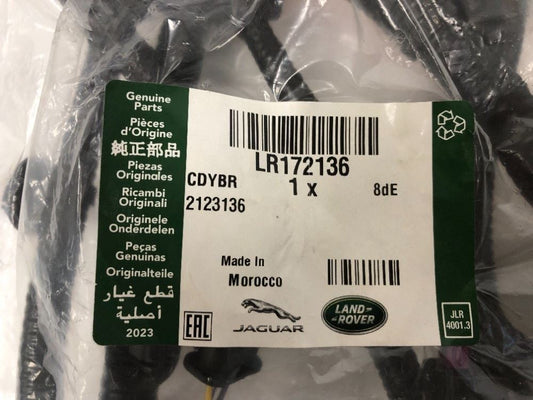 Genuine
Parts
Pièces
d'Origine
純正部品
Piezas
Originales
Ricambi
Originali
Originele
Onderdelen
Peças
Genuinas
Originalteile
قطع غيار
أصلية
2023
LR172136
CDYBR
1 x
8dE
2123136
Made In
Morocco
EAC
JAGUAR
LAND-
-ROVER
JLR
4001.3